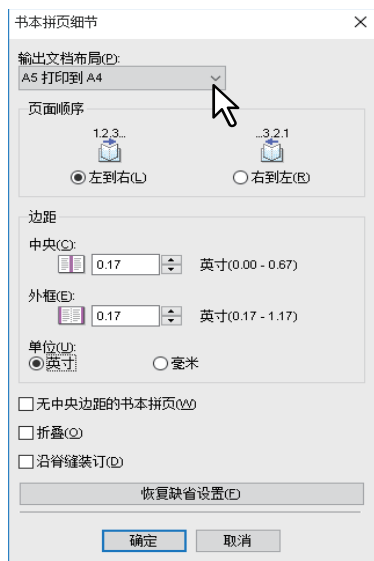 书本拼页细节
输出文档布局(P):
A5 打印到 A4
页面顺序
1.2.3... ...3.2.1
左到右(L) 右到左(R)
边距
中央(C):
0.17 英寸(0.00 - 0.67)
外框(E):
0.17 英寸(0.17 - 1.17)
单位(U):
英寸 毫米
无中央边距的书本拼页(W)
折叠(O)
沿脊缝装订(D)
恢复缺省设置(F)
确定 取消